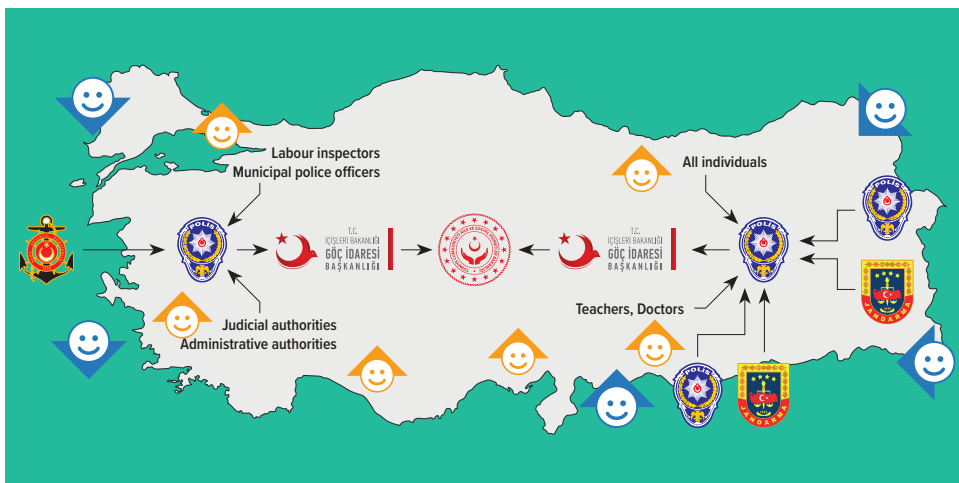 Labour inspectors
Municipal police officers
All individuals
POLİS
POLİS
POLİS
T.C.
İÇİŞLERİ BAKANLIĞI
GÖÇ İDARESİ
BAŞKANLIĞI
T.C.
İÇİŞLERİ BAKANLIĞI
GÖÇ İDARESİ
BAŞKANLIĞI
JANDARMA
Teachers, Doctors
Judicial authorities
Administrative authorities
POLİS
JANDARMA